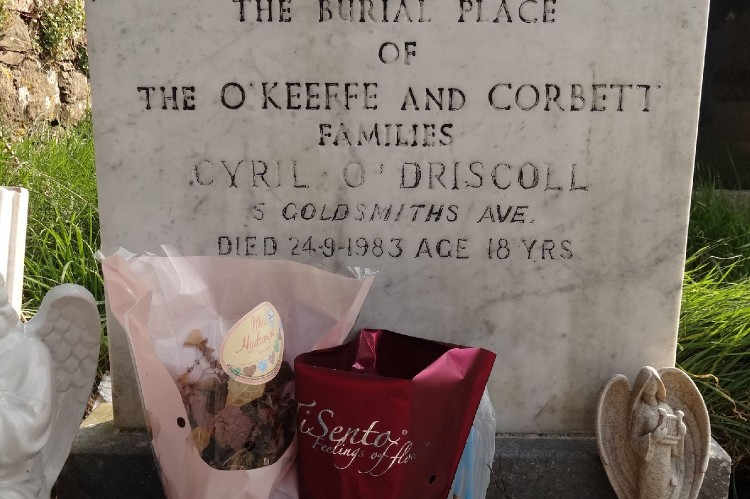 THE BURIAL PLACE
OF
THE O'KEEFFE AND CORBETT
FAMILIES
CYRIL O'DRISCOLL
5 GOLDSMITHS AVE.
DIED 24-9-1983 AGE 18 YRS
Hydrangea
TiSento
Feelings of